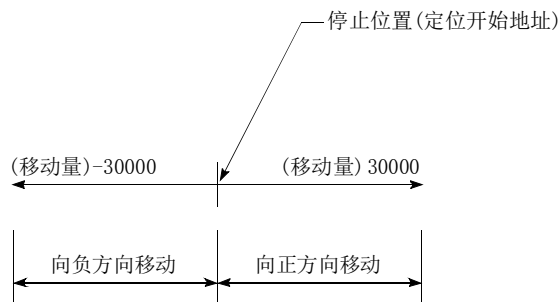 停止位置(定位开始地址)
(移动量)-30000
(移动量) 30000
向负方向移动
向正方向移动